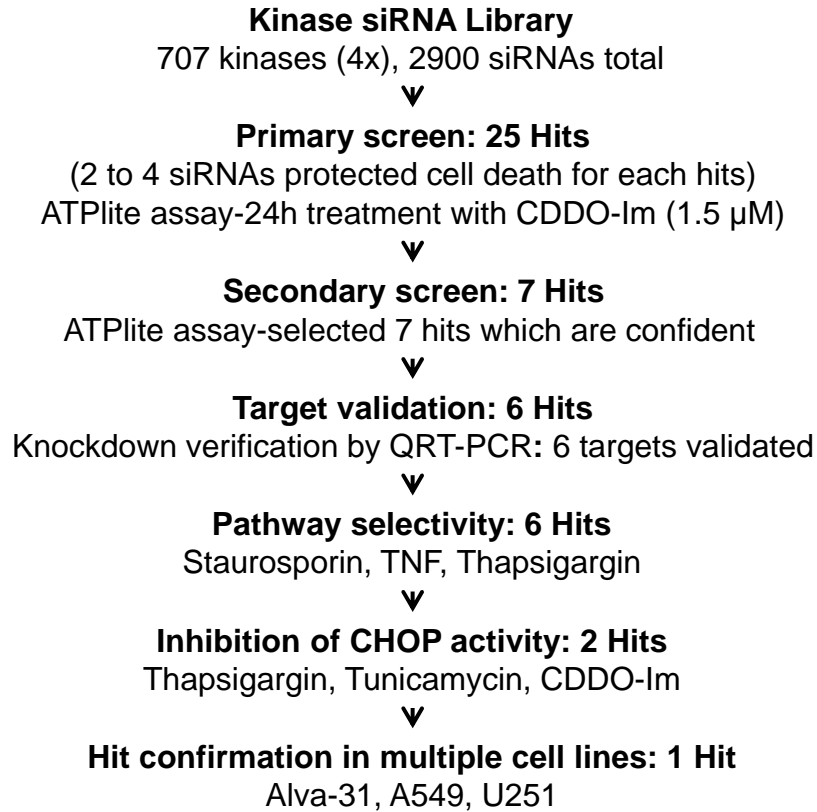 Kinase siRNA Library
707 kinases (4x), 2900 siRNAs total
Primary screen: 25 Hits
(2 to 4 siRNAs protected cell death for each hits)
ATPlite assay-24h treatment with CDDO-Im (1.5 µM)
Secondary screen: 7 Hits
ATPlite assay-selected 7 hits which are confident
Target validation: 6 Hits
Knockdown verification by QRT-PCR: 6 targets validated
Pathway selectivity: 6 Hits
Staurosporin, TNF, Thapsigargin
Inhibition of CHOP activity: 2 Hits
Thapsigargin, Tunicamycin, CDDO-Im
Hit confirmation in multiple cell lines: 1 Hit
Alva-31, A549, U251